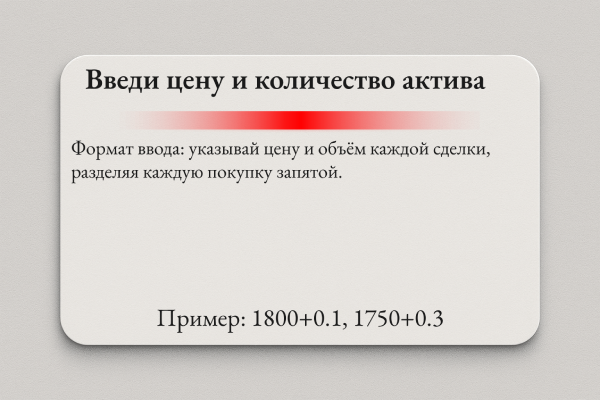 Введи цену и количество актива
Формат ввода: указывай цену и объём каждой сделки,
разделяя каждую покупку запятой.
Пример: 1800+0.1, 1750+0.3